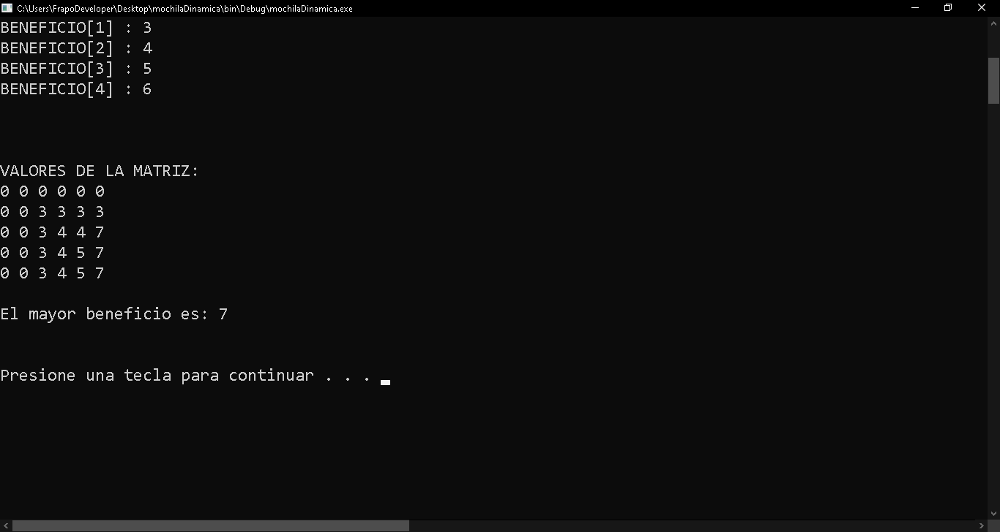 C:\Users\FrapoDeveloper\Desktop\mochilaDinamica\bin\Debug\mochilaDinamica.exe
BENEFICIO[1] : 3
BENEFICIO[2] : 4
BENEFICIO[3] : 5
BENEFICIO[4] : 6
VALORES DE LA MATRIZ:
0 0 0 0 0 0
0 0 3 3 3 3
0 0 3 4 4 7
0 0 3 4 5 7
0 0 3 4 5 7
El mayor beneficio es: 7
Presione una tecla para continuar . . .